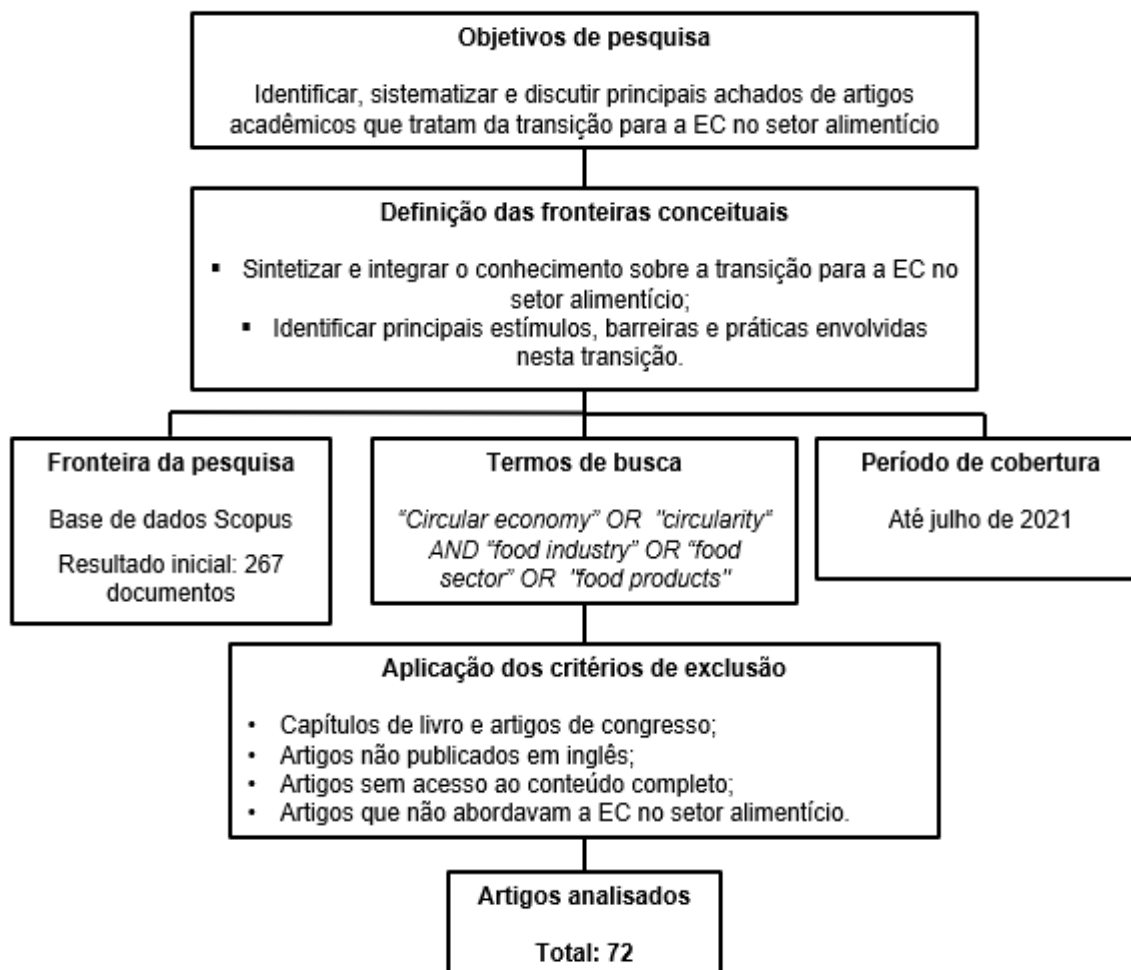 Objetivos de pesquisa
Identificar, sistematizar e discutir principais achados de artigos
acadêmicos que tratam da transição para a EC no setor alimentício
Definição das fronteiras conceituais
▪ Sintetizar e integrar o conhecimento sobre a transição para a EC no
setor alimentício;
▪ Identificar principais estímulos, barreiras e práticas envolvidas
nesta transição.
Fronteira da pesquisa
Base de dados Scopus
Resultado inicial: 267
documentos
Termos de busca
“Circular economy” OR "circularity“
AND “food industry” OR “food
sector” OR "food products"
Período de cobertura
Até julho de 2021
Aplicação dos critérios de exclusão
• Capítulos de livro e artigos de congresso;
• Artigos não publicados em inglês;
• Artigos sem acesso ao conteúdo completo;
• Artigos que não abordavam a EC no setor alimentício.
Artigos analisados
Total: 72